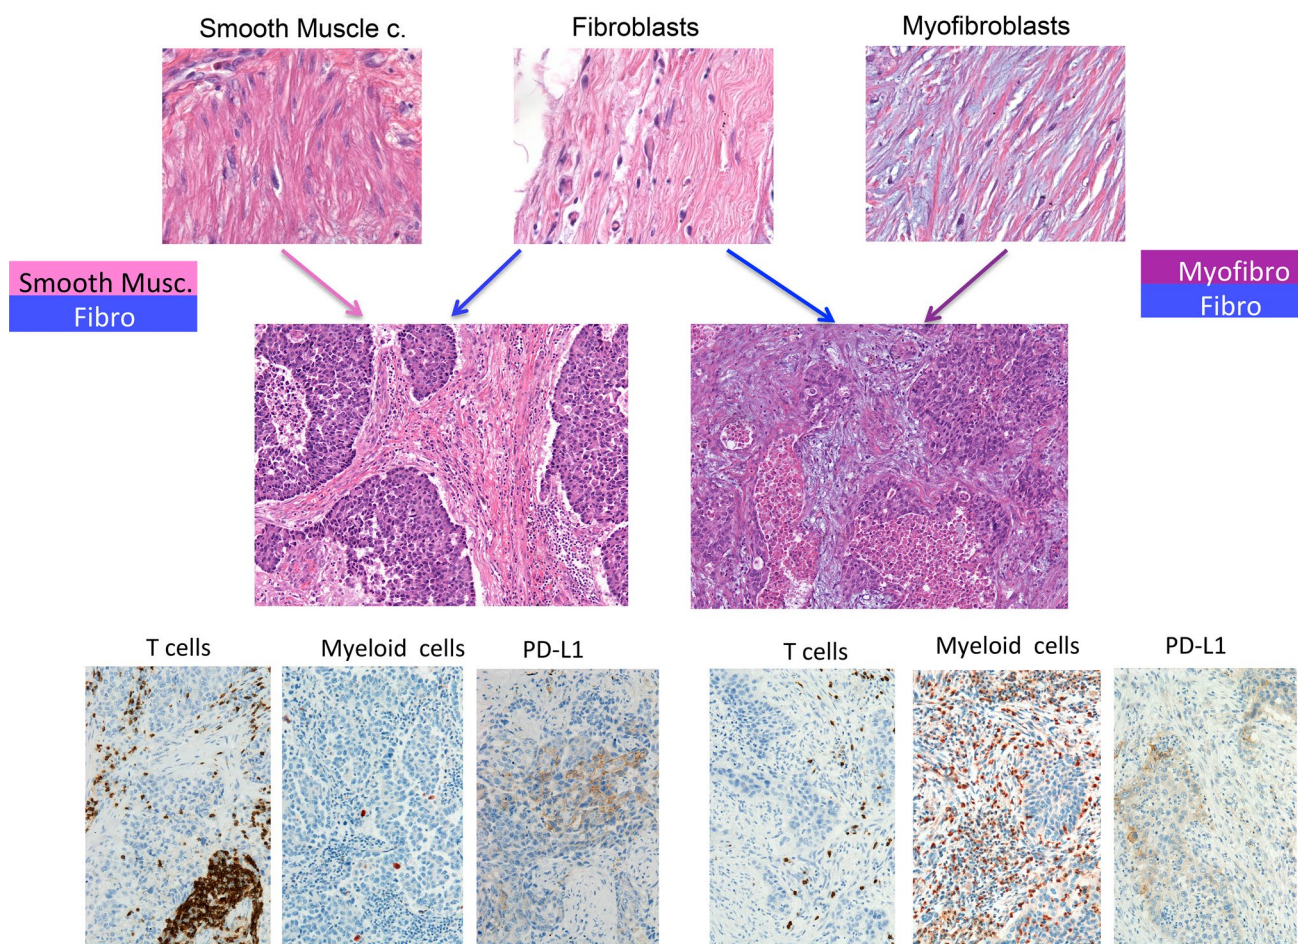 Smooth Muscle c.
Fibroblasts
Myofibroblasts
Smooth Musc.
Fibro
Myofibro
Fibro
T cells
Myeloid cells
PD-L1
T cells
Myeloid cells
PD-L1